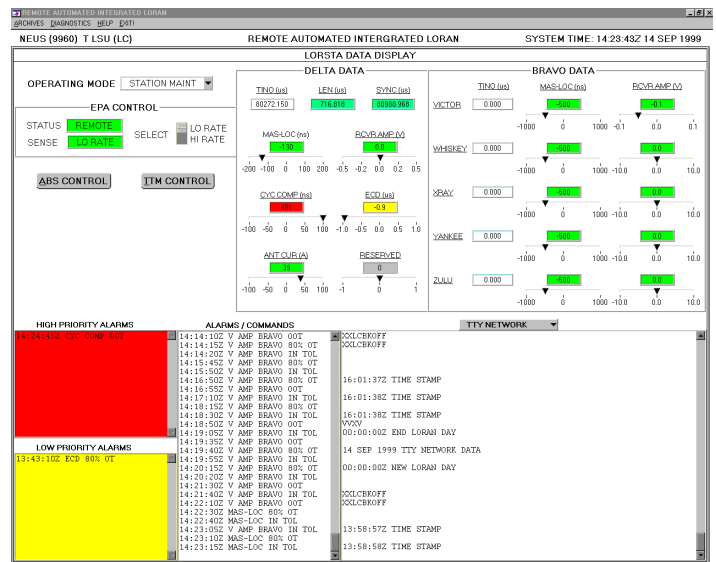 REMOTE AUTOMATED INTEGRATED LORAN
ARCHIVES DIAGNOSTICS HELP EXIT!
NEUS (9960) T LSU (LC) REMOTE AUTOMATED INTERGRATED LORAN SYSTEM TIME: 14:23:43Z 14 SEP 1999
LORSTA DATA DISPLAY
OPERATING MODE STATION MAINT
EPA CONTROL
STATUS REMOTE
SENSE LO RATE
SELECT LO RATE
HI RATE
ABS CONTROL TTM CONTROL
DELTA DATA
TINO (us) LEN (us) SYNC (us)
80272.150 716.818 80988.968
MAS-LOC (ns) RCVR AMP (V)
-130 0.0
-200 -100 0 100 200 -0.5 -0.2 0.0 0.2 0.5
CYC COMP (ns) ECD (us)
481 -0.9
-100 -50 0 50 100 -1.0 -0.5 0.0 0.5 1.0
ANT CUR (A) RESERVED
39 0
-100 -50 0 50 100 -1 0 1
BRAVO DATA
TINO (us) MAS-LOC (ns) RCVR AMP (V)
VICTOR 0.000 -500 -0.1
-1000 0 1000 -0.1 0.0 0.1
WHISKEY 0.000 -500 0.0
-1000 0 1000 -10.0 0.0 10.0
XRAY 0.000 -500 0.0
-1000 0 1000 -10.0 0.0 10.0
YANKEE 0.000 -500 0.0
-1000 0 1000 -10.0 0.0 10.0
ZULU 0.000 -500 0.0
-1000 0 1000 -10.0 0.0 10.0
HIGH PRIORITY ALARMS
14:24:45Z CYC COMP OOT
LOW PRIORITY ALARMS
13:43:10Z ECD 80% OT
ALARMS / COMMANDS
14:14:10Z V AMP BRAVO OOT
14:14:15Z V AMP BRAVO 80% OT
14:14:20Z V AMP BRAVO IN TOL
14:15:45Z V AMP BRAVO 80% OT
14:15:50Z V AMP BRAVO IN TOL
14:16:50Z V AMP BRAVO 80% OT
14:16:55Z V AMP BRAVO OOT
14:17:10Z V AMP BRAVO IN TOL
14:18:15Z V AMP BRAVO 80% OT
14:18:30Z V AMP BRAVO IN TOL
14:18:50Z V AMP BRAVO OOT
14:19:05Z V AMP BRAVO IN TOL
14:19:35Z V AMP BRAVO OOT
14:19:40Z V AMP BRAVO 80% OT
14:19:55Z V AMP BRAVO IN TOL
14:20:15Z V AMP BRAVO 80% OT
14:20:20Z V AMP BRAVO IN TOL
14:21:30Z V AMP BRAVO OOT
14:21:40Z V AMP BRAVO IN TOL
14:22:10Z V AMP BRAVO OOT
14:22:30Z MAS-LOC 80% OT
14:22:40Z MAS-LOC IN TOL
14:23:05Z V AMP BRAVO IN TOL
14:23:10Z MAS-LOC 80% OT
14:23:15Z MAS-LOC IN TOL
TTY NETWORK
XXLCBKOFF
XXLCBKOFF
16:01:37Z TIME STAMP
16:01:38Z TIME STAMP
16:01:38Z TIME STAMP
VVXV
00:00:00Z END LORAN DAY
14 SEP 1999 TTY NETWORK DATA
00:00:00Z NEW LORAN DAY
XXLCBKOFF
XXLCBKOFF
13:58:57Z TIME STAMP
13:58:58Z TIME STAMP